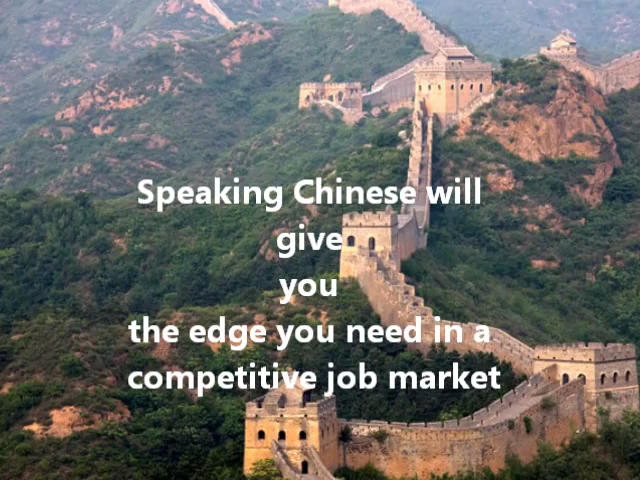 Speaking Chinese will
give
you
the edge you need in a
competitive job market